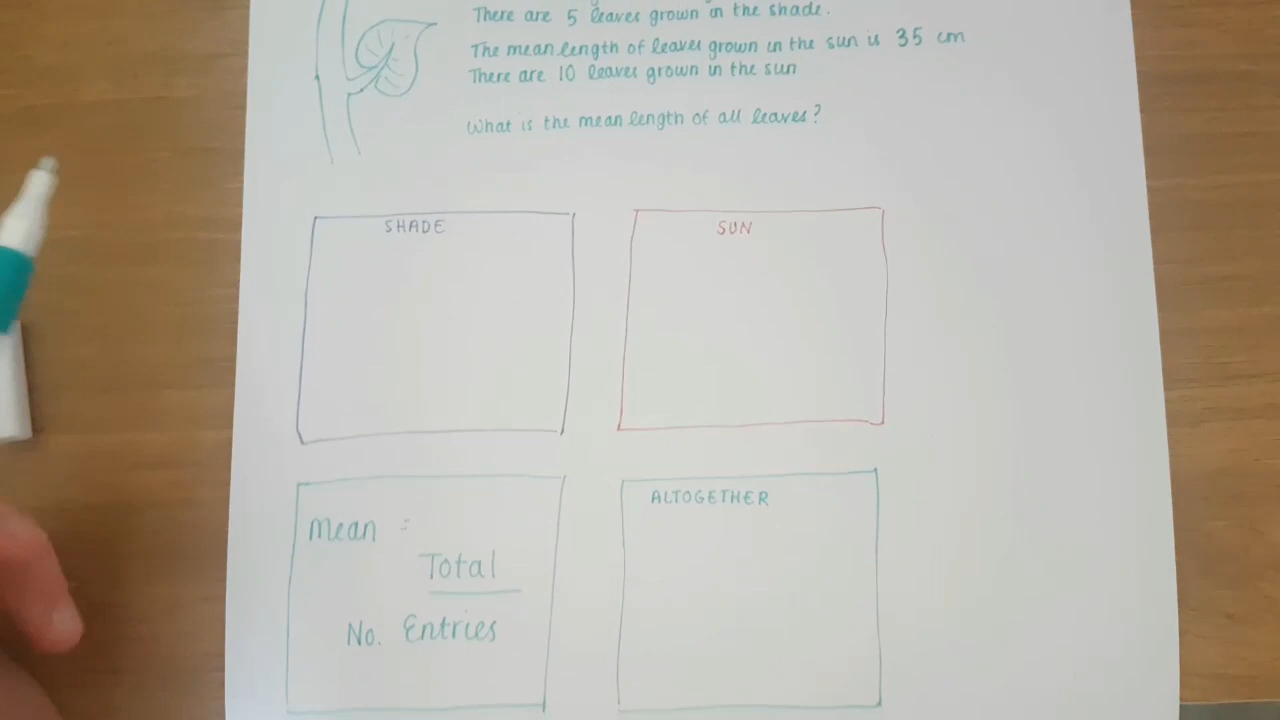 There are 5 leaves grown in the shade.
The mean length of leaves grown in the sun is 35 cm
There are 10 leaves grown in the sun
What is the mean length of all leaves?
SHADE
SUN
Mean =
Total
No. Entries
ALTOGETHER